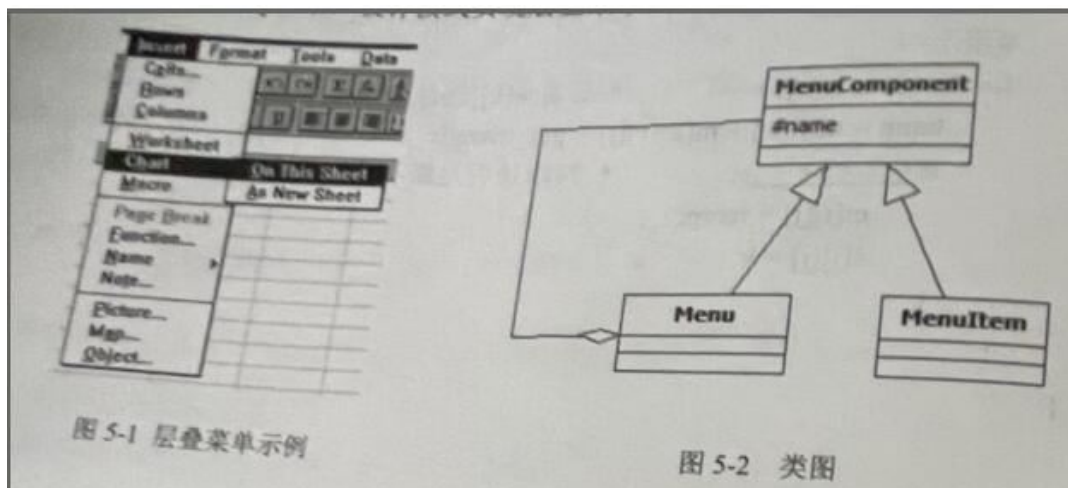 Insert Format Tools Data
Cells...
Rows
Columns
Worksheet
Chart
On This Sheet
As New Sheet
Macro
Page Break
Function...
Name
Note...
Picture...
Map...
Object...
图 5-1 层叠菜单示例
MenuComponent
#name
Menu
MenuItem
图 5-2 类图